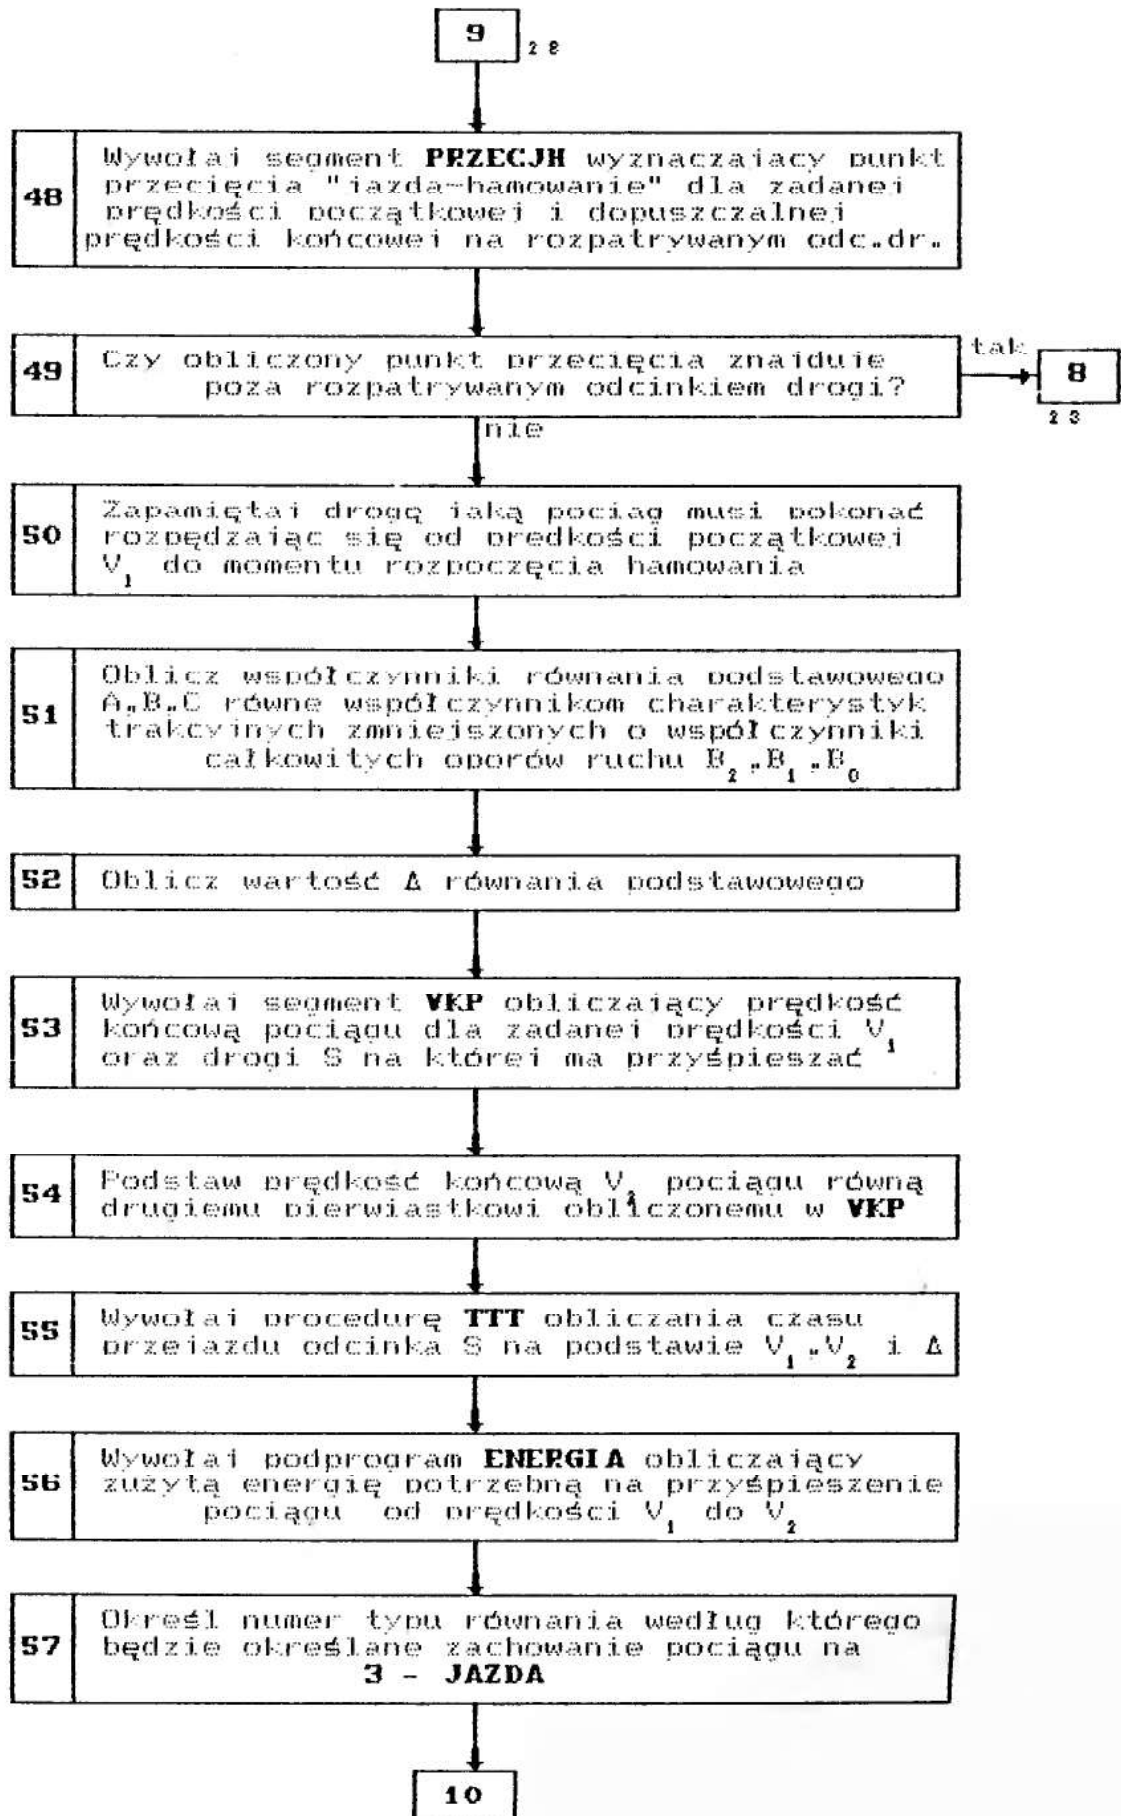 9
28
48
Wywołaj segment PRZECJH wyznaczający punkt
przecięcia "jazda-hamowanie" dla zadanej
prędkości początkowej i dopuszczalnej
prędkości końcowej na rozpatrywanym odc.dr.
49
Czy obliczony punkt przecięcia znajduje
poza rozpatrywanym odcinkiem drogi?
tak
8
23
nie
50
Zapamiętaj drogę jaką pociąg musi pokonać
rozpędzając się od prędkości początkowej
V₁ do momentu rozpoczęcia hamowania
51
Oblicz współczynniki równania podstawowego
A,B,C równe współczynnikom charakterystyk
trakcyjnych zmniejszonych o współczynniki
całkowitych oporów ruchu B₂,B₁,B₀
52
Oblicz wartość Δ równania podstawowego
53
Wywołaj segment VKP obliczający prędkość
końcową pociągu dla zadanej prędkości V₁
oraz drogi S na której ma przyśpieszać
54
Podstaw prędkość końcową V₂ pociągu równą
drugiemu pierwiastkowi obliczonemu w VKP
55
Wywołaj procedurę TTT obliczania czasu
przejazdu odcinka S na podstawie V₁,V₂ i Δ
56
Wywołaj podprogram ENERGIA obliczający
zużytą energię potrzebną na przyśpieszenie
pociągu od prędkości V₁ do V₂
57
Określ numer typu równania według którego
będzie określane zachowanie pociągu na
3 - JAZDA
10